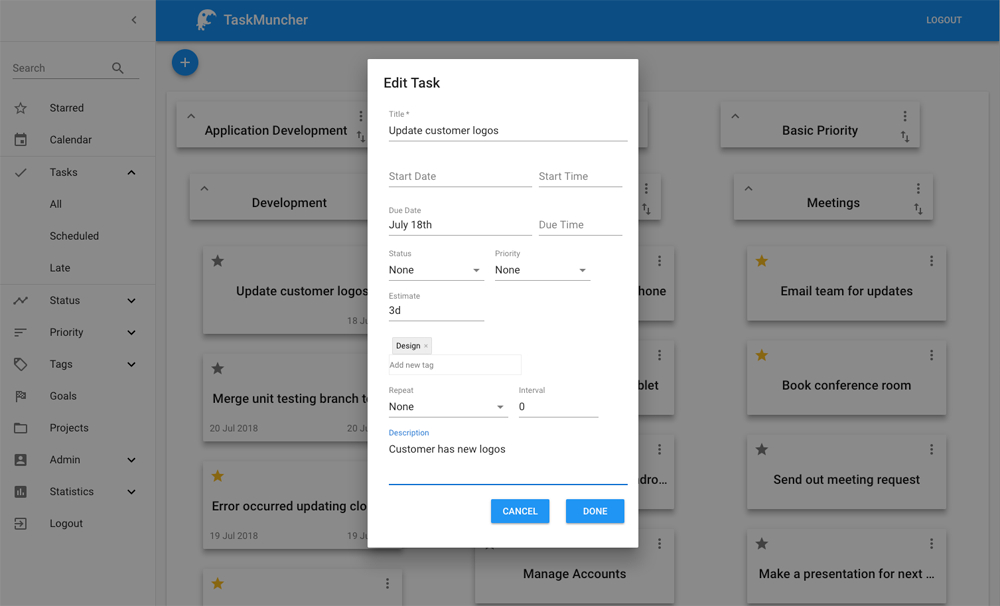 TaskMuncher
LOGOUT
Search
Starred
Calendar
Tasks
All
Scheduled
Late
Status
Priority
Tags
Goals
Projects
Admin
Statistics
Logout
Application Development
Basic Priority
Development
Meetings
Update customer logos
18 Ju
Merge unit testing branch t
20 Jul 2018
20 Ju
Error occurred updating clo
19 Jul 2018
19 Ju
hone
blet
dro...
Manage Accounts
Email team for updates
Book conference room
Send out meeting request
Make a presentation for next ...
Edit Task
Title *
Update customer logos
Start Date
Start Time
Due Date
July 18th
Due Time
Status
Priority
None
None
Estimate
3d
Design ×
Add new tag
Repeat
Interval
None
0
Description
Customer has new logos
CANCEL
DONE